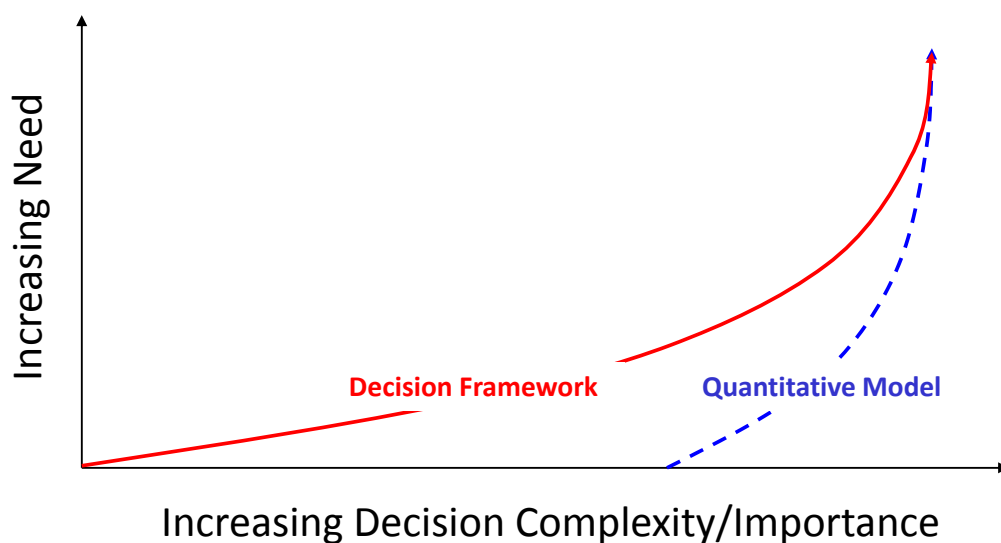 Increasing Need
Decision Framework
Quantitative Model
Increasing Decision Complexity/Importance